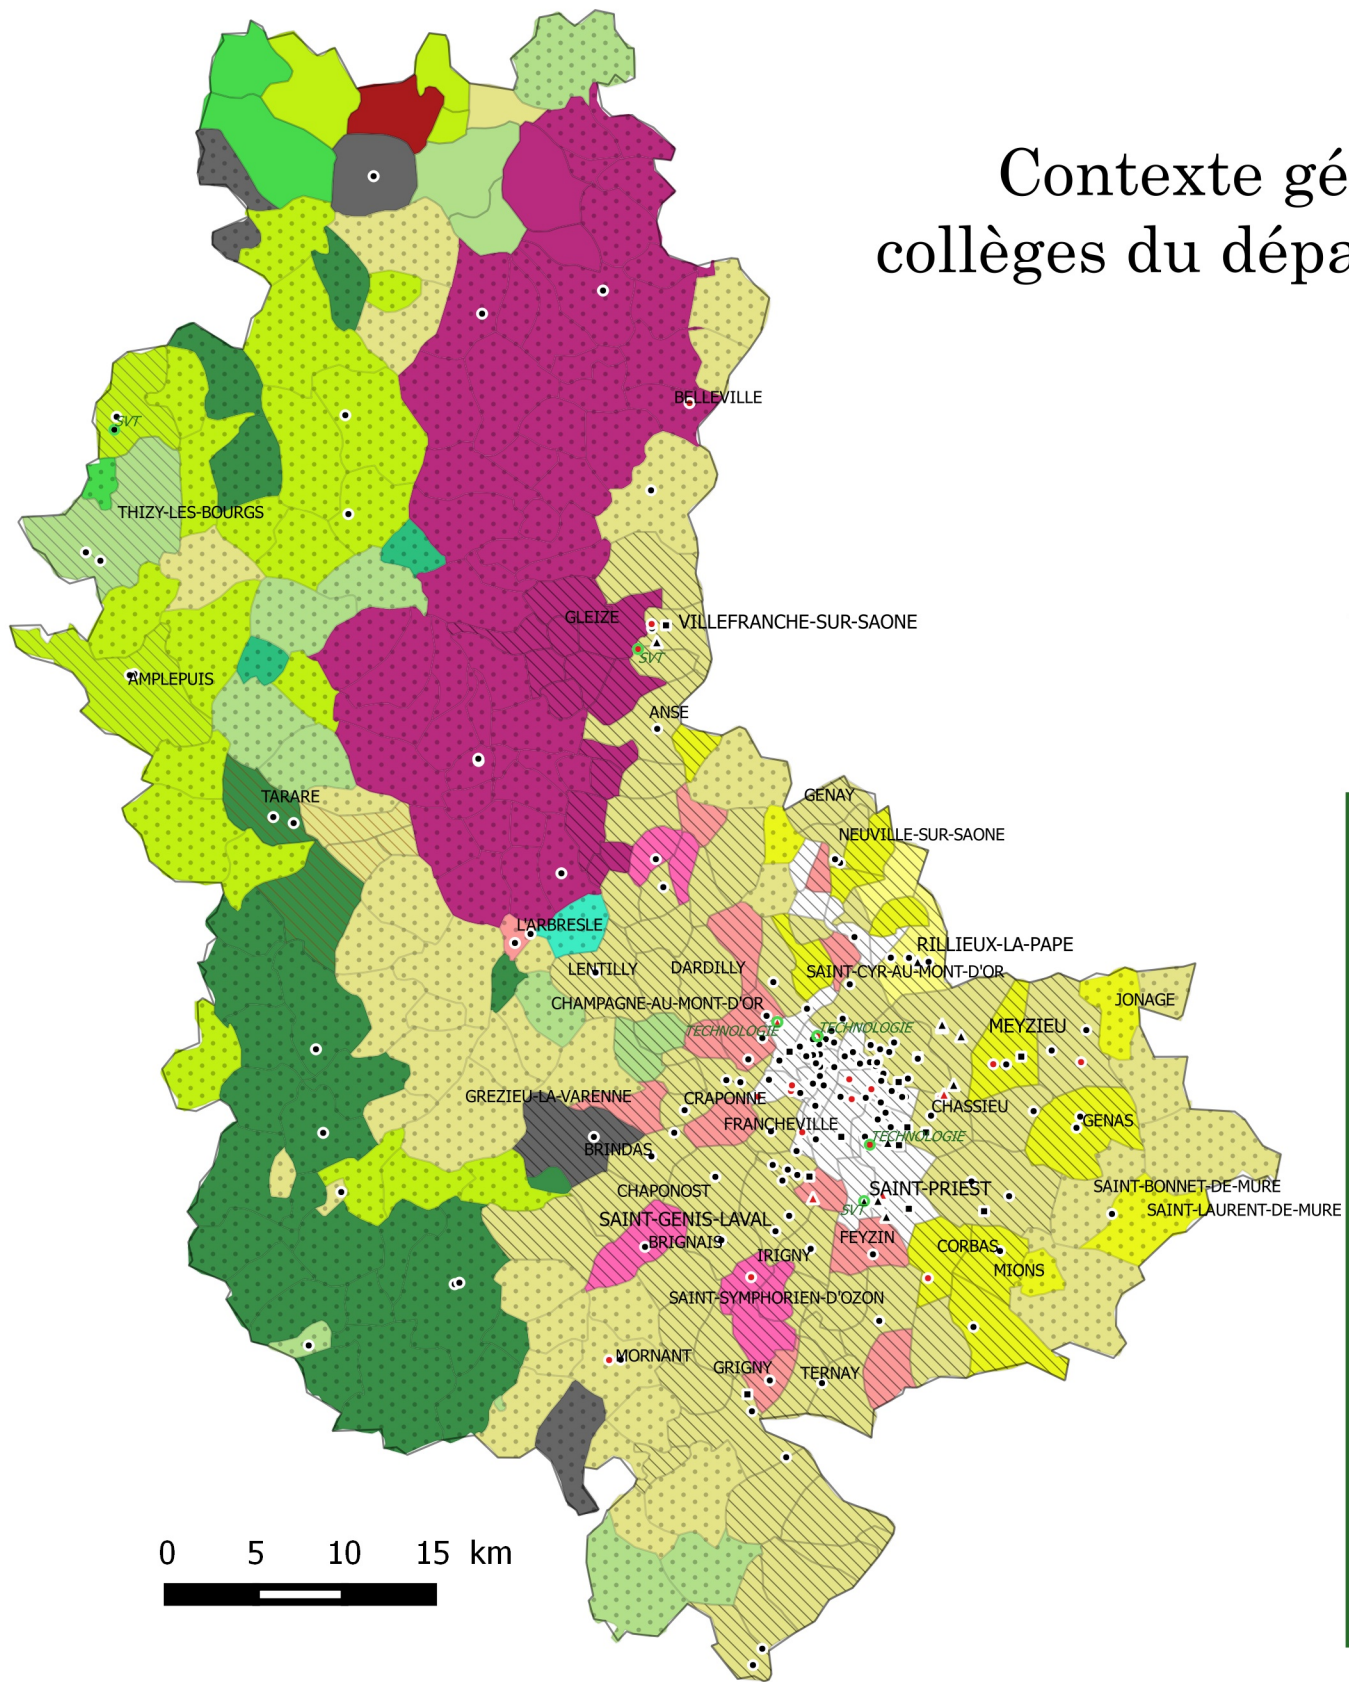 Contexte gé
collèges du dépa
BELLEVILLE
SVT
THIZY-LES-BOURGS
GLEIZE
VILLEFRANCHE-SUR-SAONE
SVT
AMPLEPUIS
ANSE
TARARE
GENAY
NEUVILLE-SUR-SAONE
L'ARBRESLE
RILLIEUX-LA-PAPE
LENTILLY
DARDILLY
SAINT-CYR-AU-MONT-D'OR
CHAMPAGNE-AU-MONT-D'OR
JONAGE
TECHNOLOGIE
TECHNOLOGIE
MEYZIEU
GREZIEU-LA-VARENNE
CRAPONNE
CHASSIEU
FRANCHEVILLE
GENAS
TECHNOLOGIE
BRINDAS
CHAPONOST
SAINT-PRIEST
SAINT-BONNET-DE-MURE
SVT
SAINT-LAURENT-DE-MURE
SAINT-GENIS-LAVAL
BRIGNAIS
FEYZIN
CORBAS
IRIGNY
MIONS
SAINT-SYMPHORIEN-D'OZON
MORNANT
GRIGNY
TERNAY
0 5 10 15 km